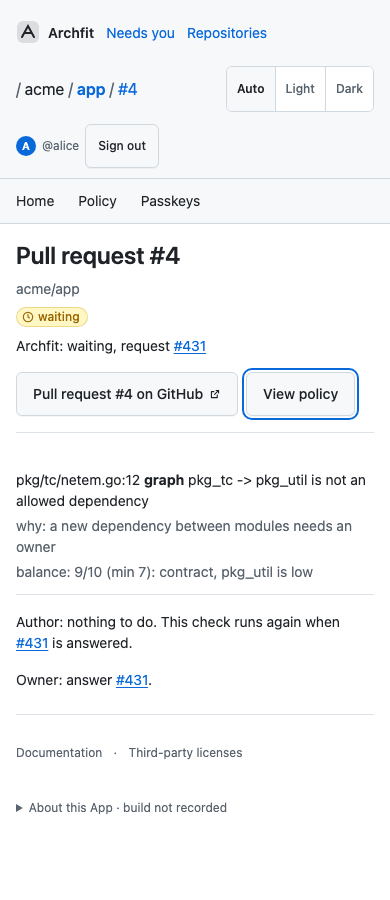 Archfit Needs you Repositories
/ acme / app / #4
Auto Light Dark
A @alice Sign out
Home Policy Passkeys
Pull request #4
acme/app
waiting
Archfit: waiting, request #431
Pull request #4 on GitHub View policy
pkg/tc/netem.go:12 graph pkg_tc -> pkg_util is not an
allowed dependency
why: a new dependency between modules needs an
owner
balance: 9/10 (min 7): contract, pkg_util is low
Author: nothing to do. This check runs again when
#431 is answered.
Owner: answer #431.
Documentation · Third-party licenses
About this App · build not recorded